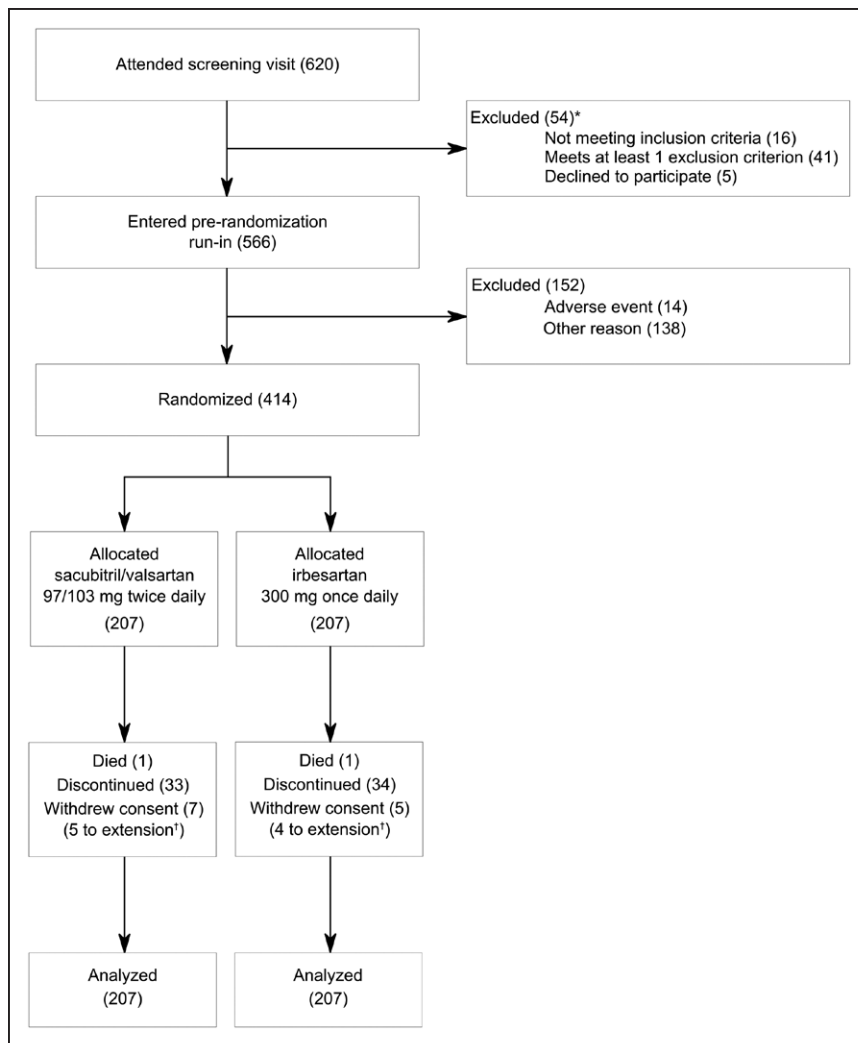 Attended screening visit (620)
Excluded (54)*
Not meeting inclusion criteria (16)
Meets at least 1 exclusion criterion (41)
Declined to participate (5)
Entered pre-randomization
run-in (566)
Excluded (152)
Adverse event (14)
Other reason (138)
Randomized (414)
Allocated
sacubitril/valsartan
97/103 mg twice daily
(207)
Allocated
irbesartan
300 mg once daily
(207)
Died (1)
Discontinued (33)
Withdrew consent (7)
(5 to extension†)
Died (1)
Discontinued (34)
Withdrew consent (5)
(4 to extension†)
Analyzed
(207)
Analyzed
(207)